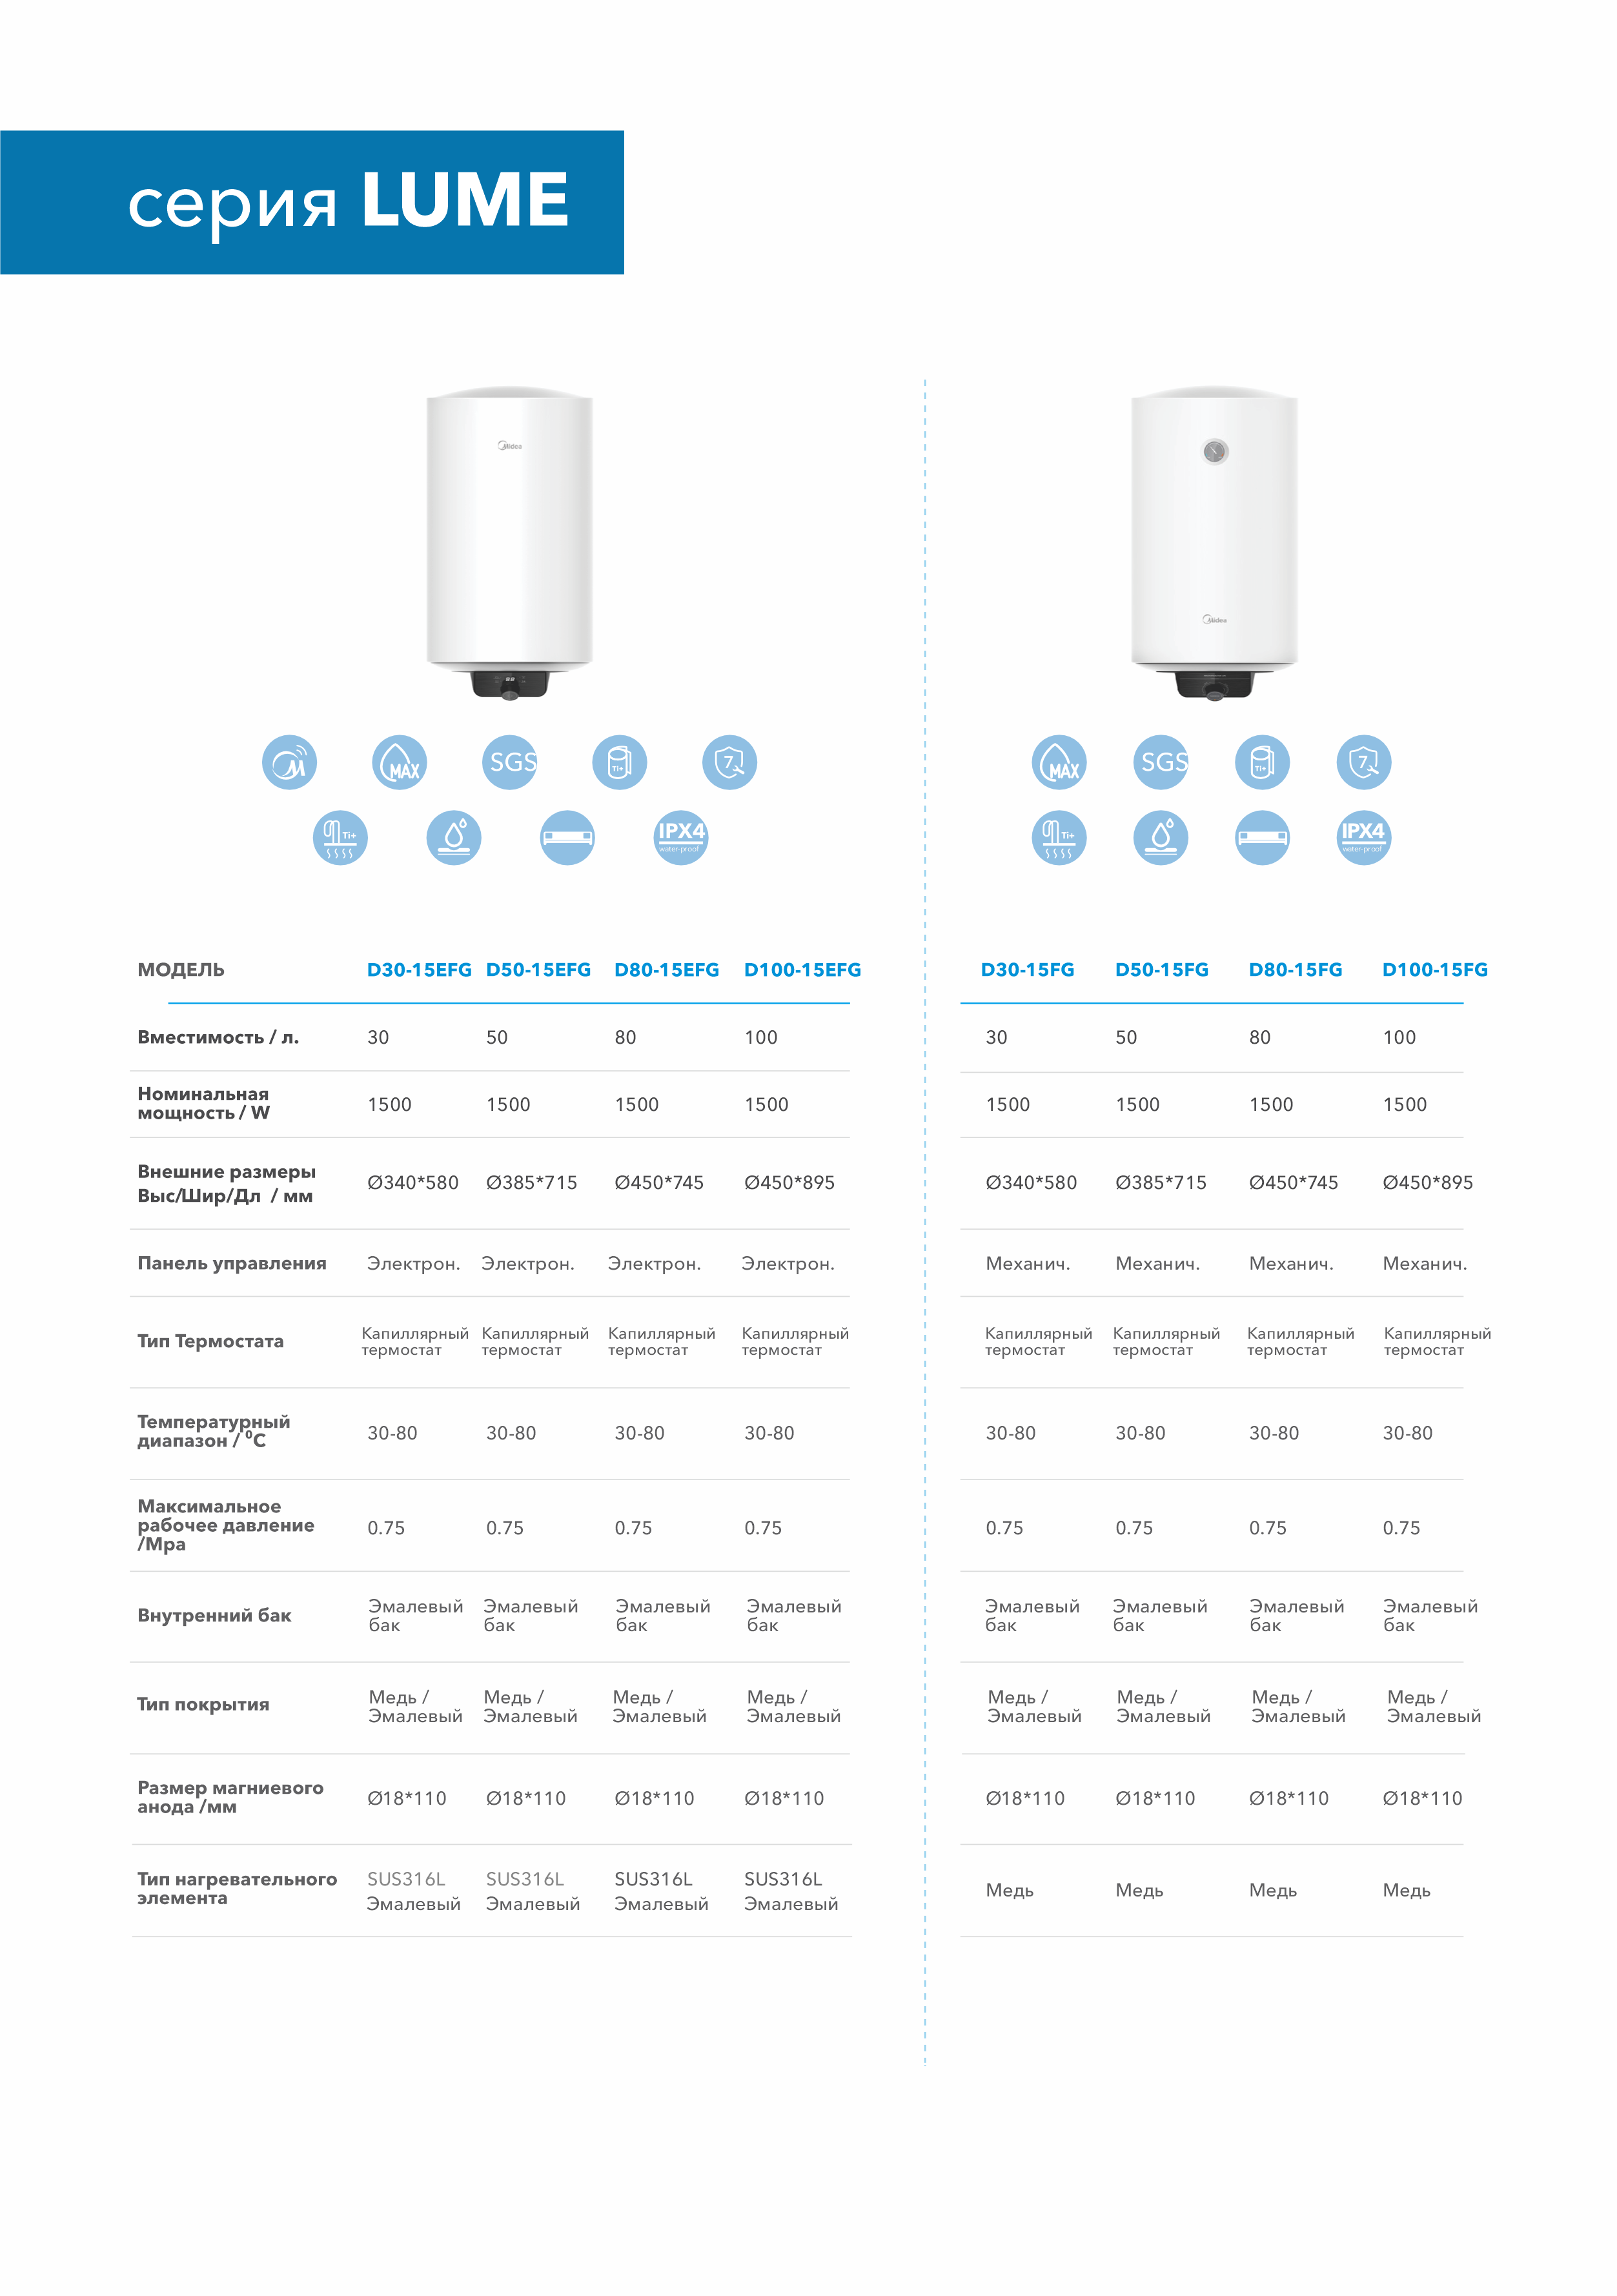 серия LUME
Midea
Midea
MAX
SGS
Ti+
7
MAX
SGS
Ti+
7
Ti+
IPX4
water-proof
Ti+
IPX4
water-proof
МОДЕЛЬ D30-15EFG D50-15EFG D80-15EFG D100-15EFG D30-15FG D50-15FG D80-15FG D100-15FG
Вместимость / л. 30 50 80 100 30 50 80 100
Номинальная
мощность / W 1500 1500 1500 1500 1500 1500 1500 1500
Внешние размеры
Выс/Шир/Дл / мм Ø340*580 Ø385*715 Ø450*745 Ø450*895 Ø340*580 Ø385*715 Ø450*745 Ø450*895
Панель управления Электрон. Электрон. Электрон. Электрон. Механич. Механич. Механич. Механич.
Тип Термостата Капиллярный Капиллярный Капиллярный Капиллярный Капиллярный Капиллярный Капиллярный Капиллярный
термостат термостат термостат термостат термостат термостат термостат термостат
Температурный
диапазон / ⁰C 30-80 30-80 30-80 30-80 30-80 30-80 30-80 30-80
Максимальное
рабочее давление 0.75 0.75 0.75 0.75 0.75 0.75 0.75 0.75
/Mpa
Внутренний бак Эмалевый Эмалевый Эмалевый Эмалевый Эмалевый Эмалевый Эмалевый Эмалевый
бак бак бак бак бак бак бак бак
Тип покрытия Медь / Медь / Медь / Медь / Медь / Медь / Медь / Медь /
Эмалевый Эмалевый Эмалевый Эмалевый Эмалевый Эмалевый Эмалевый Эмалевый
Размер магниевого
анода /мм Ø18*110 Ø18*110 Ø18*110 Ø18*110 Ø18*110 Ø18*110 Ø18*110 Ø18*110
Тип нагревательного SUS316L SUS316L SUS316L SUS316L Медь Медь Медь Медь
элемента Эмалевый Эмалевый Эмалевый Эмалевый